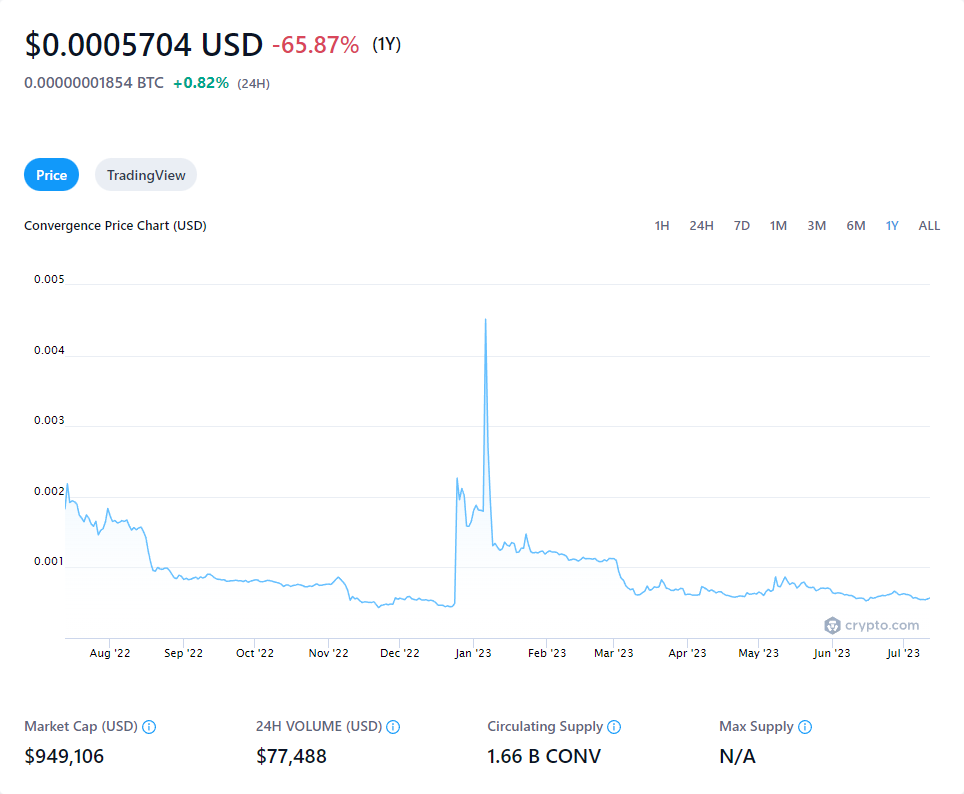 $0.0005704 USD -65.87% (1Y)
0.00000001854 BTC +0.82% (24H)
Price TradingView
Convergence Price Chart (USD) 1H 24H 7D 1M 3M 6M 1Y ALL
0.005
0.004
0.003
0.002
0.001
crypto.com
Aug '22 Sep '22 Oct '22 Nov '22 Dec '22 Jan '23 Feb '23 Mar '23 Apr '23 May '23 Jun '23 Jul '23
Market Cap (USD) 24H VOLUME (USD) Circulating Supply Max Supply
$949,106 $77,488 1.66 B CONV N/A